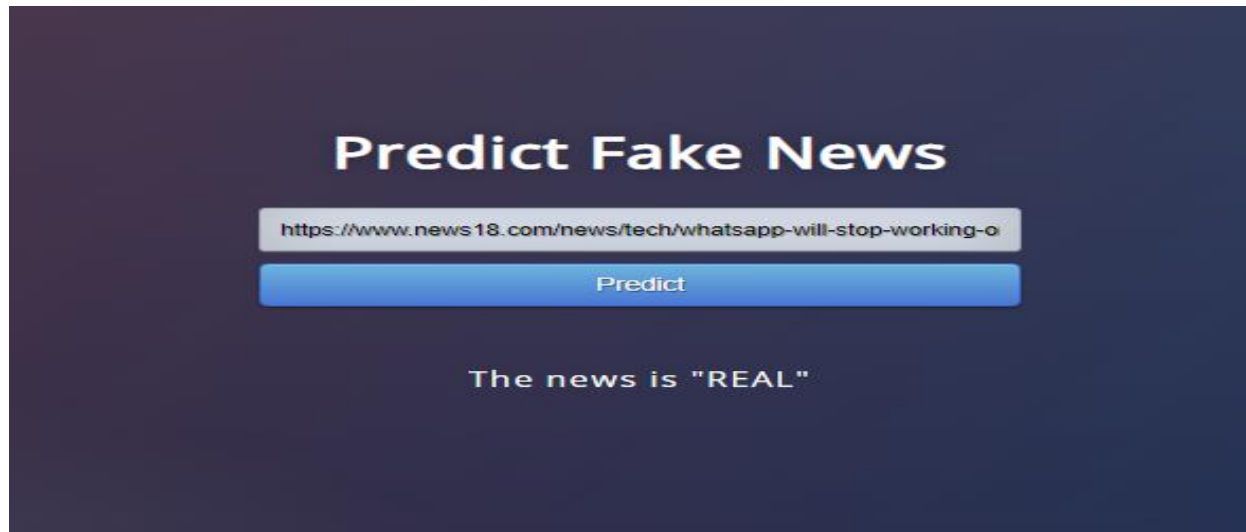 Predict Fake News
https://www.news18.com/news/tech/whatsapp-will-stop-working-o
Predict
The news is "REAL"